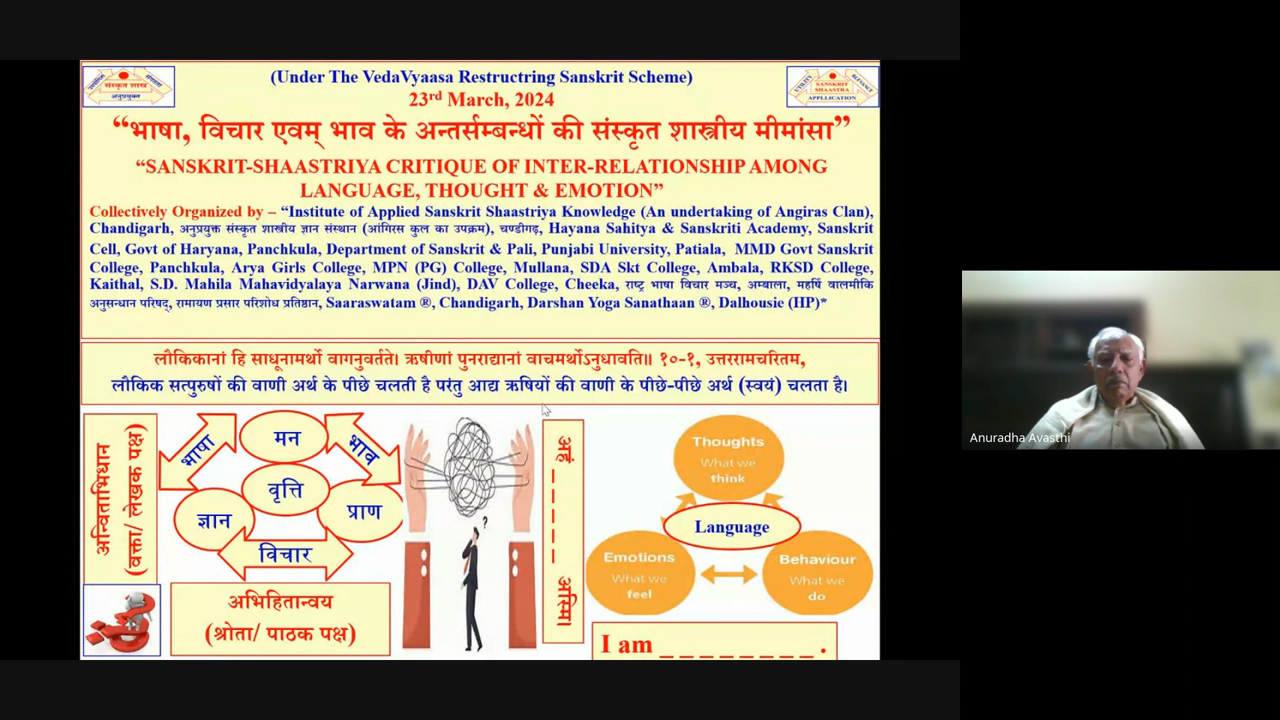 (Under The VedaVyaasa Restructring Sanskrit Scheme)
23rd March, 2024
“भाषा, विचार एवम् भाव के अन्तर्सम्बन्धों की संस्कृत शास्त्रीय मीमांसा”
“SANSKRIT-SHAASTRIYA CRITIQUE OF INTER-RELATIONSHIP AMONG
LANGUAGE, THOUGHT & EMOTION”
Collectively Organized by – “Institute of Applied Sanskrit Shaastriya Knowledge (An undertaking of Angiras Clan),
Chandigarh, अनुप्रयुक्त संस्कृत शास्त्रीय ज्ञान संस्थान (आंगिरस कुल का उपक्रम), चण्डीगढ़, Hayana Sahitya & Sanskriti Academy, Sanskrit
Cell, Govt of Haryana, Panchkula, Department of Sanskrit & Pali, Punjabi University, Patiala, MMD Govt Sanskrit
College, Panchkula, Arya Girls College, MPN (PG) College, Mullana, SDA Skt College, Ambala, RKSD College,
Kaithal, S.D. Mahila Mahavidyalaya Narwana (Jind), DAV College, Cheeka, राष्ट्र भाषा विचार मञ्च, अम्बाला, महर्षि वाल्मीकि
अनुसन्धान परिषद्, रामायण प्रसार परिशोध प्रतिष्ठान, Saaraswatam ®, Chandigarh, Darshan Yoga Sanathaan ®, Dalhousie (HP)*
संस्कृत शास्त्र
अनुप्रयुक्त
UTILITY
SANSKRIT
SHAASTRA
APPLLICATION
लौकिकानां हि साधूनामर्थो वागनुवर्तते। ऋषीणां पुनराद्यानां वाचमर्थोऽनुधावति॥ १०-१, उत्तररामचरितम,
लौकिक सत्पुरुषों की वाणी अर्थ के पीछे चलती है परंतु आद्य ऋषियों की वाणी के पीछे-पीछे अर्थ (स्वयं) चलता है।
अन्विताभिधान
(वक्ता/ लेखक पक्ष)
भाषा
मन
भाव
वृत्ति
ज्ञान
प्राण
विचार
अभिहितान्वय
(श्रोता/ पाठक पक्ष)
?
अहं _ _ _ _ _ अस्मि।
Thoughts
What we
think
Language
Emotions
What we
feel
Behaviour
What we
do
I am _ _ _ _ _ _ _ _ .
Anuradha Avasthi